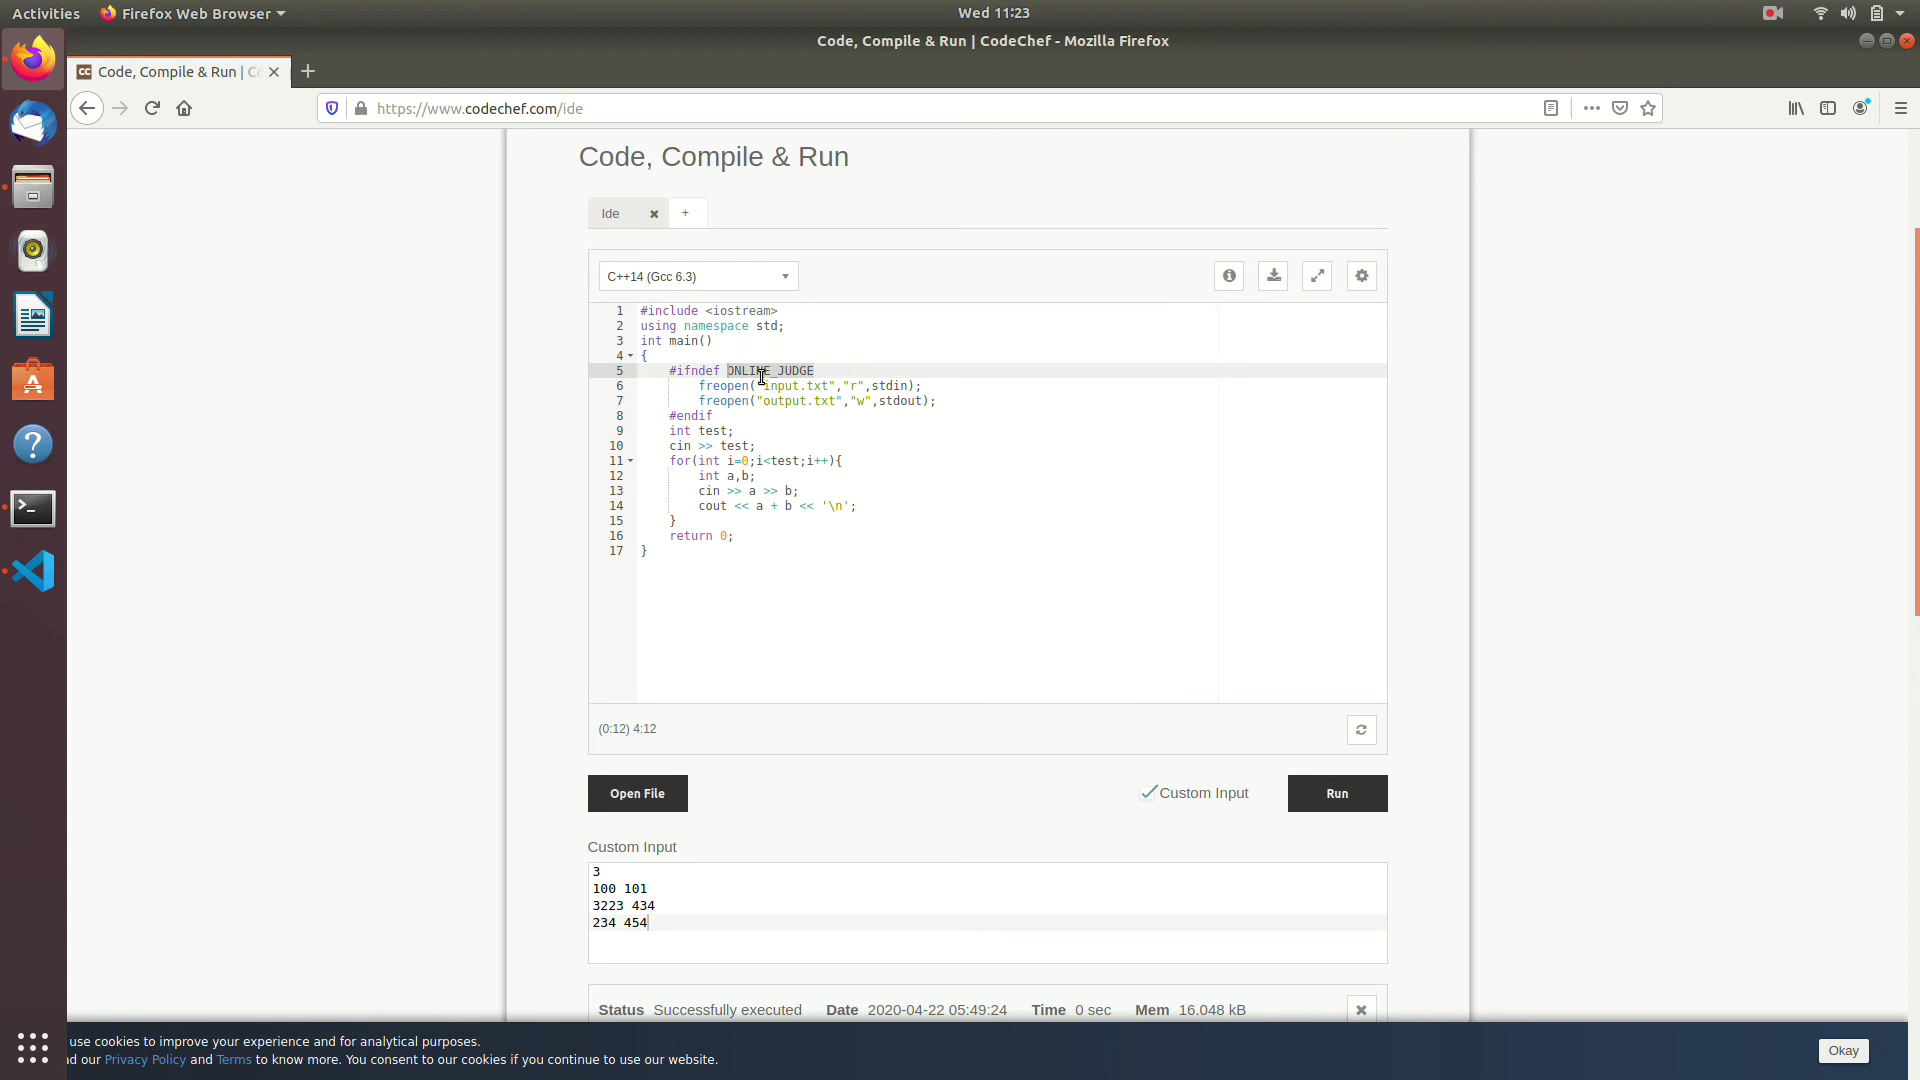 Activities
Firefox Web Browser
Wed 11:23
Code, Compile & Run | CodeChef - Mozilla Firefox
CC Code, Compile & Run |
https://www.codechef.com/ide
Code, Compile & Run
Ide
+
C++14 (Gcc 6.3)
1 #include <iostream>
2 using namespace std;
3 int main()
4 {
5 #ifndef ONLINE_JUDGE
6 freopen("input.txt","r",stdin);
7 freopen("output.txt","w",stdout);
8 #endif
9 int test;
10 cin >> test;
11 for(int i=0;i<test;i++){
12 int a,b;
13 cin >> a >> b;
14 cout << a + b << '\n';
15 }
16 return 0;
17 }
(0:12) 4:12
Open File
Custom Input
Run
Custom Input
3
100 101
3223 434
234 454
Status Successfully executed Date 2020-04-22 05:49:24 Time 0 sec Mem 16.048 kB
use cookies to improve your experience and for analytical purposes.
our Privacy Policy and Terms to know more. You consent to our cookies if you continue to use our website.
Okay